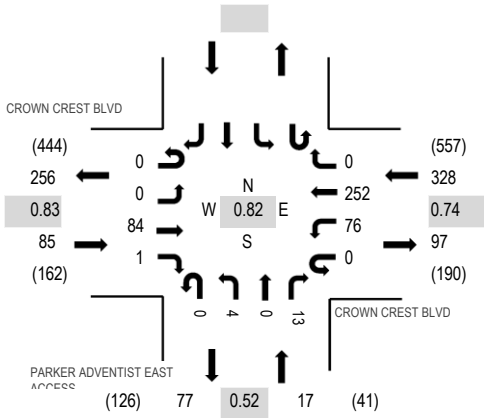 CROWN CREST BLVD
(444)
(557)
0
0
256
328
0
252
N
0.83
W 0.82 E
0.74
84
76
S
85
97
1
0
(162)
(190)
0 4 0 13
CROWN CREST BLVD
PARKER ADVENTIST EAST
ACCESS
(126) 77 0.52 17 (41)